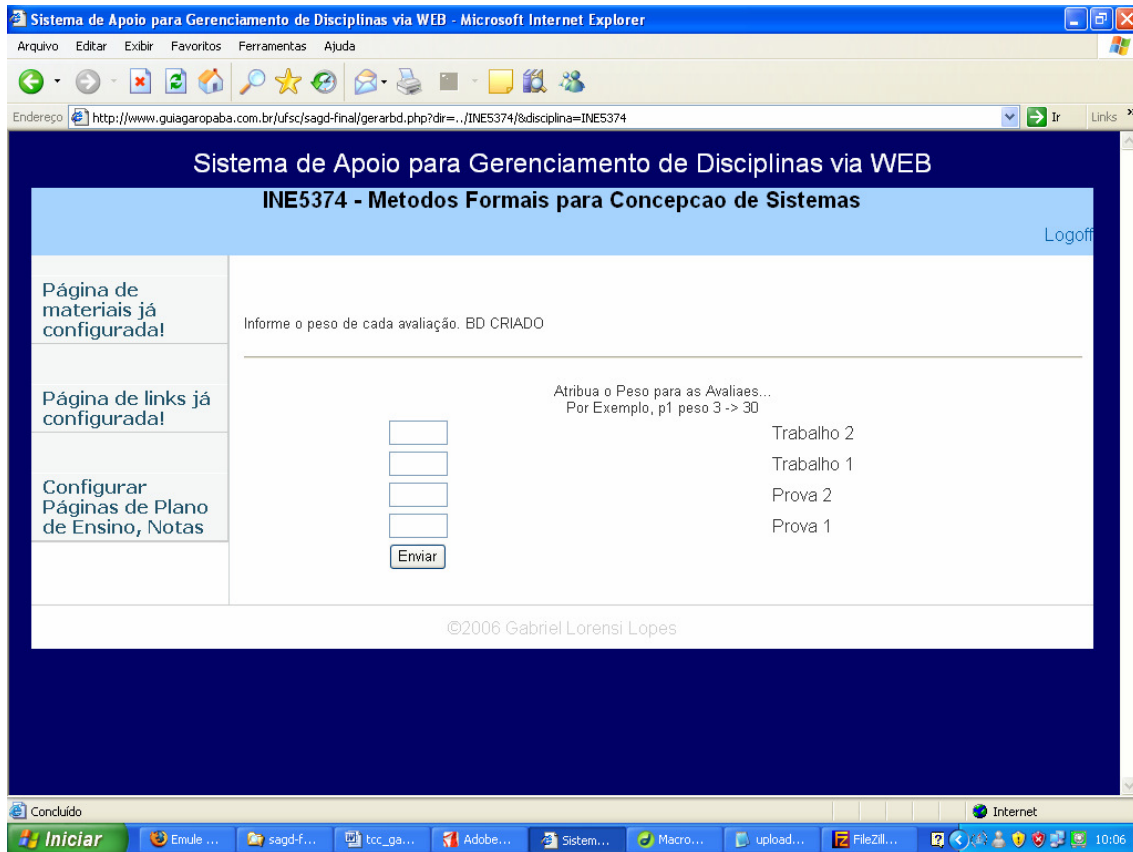 Sistema de Apoio para Gerenciamento de Disciplinas via WEB - Microsoft Internet Explorer
Arquivo Editar Exibir Favoritos Ferramentas Ajuda
Endereço http://www.guiagaropaba.com.br/ufsc/sagd-final/gerarbd.php?dir=../INE5374/&disciplina=INE5374 Ir Links »
Sistema de Apoio para Gerenciamento de Disciplinas via WEB
INE5374 - Metodos Formais para Concepcao de Sistemas
Logoff
Página de
materiais já
configurada!
Página de links já
configurada!
Configurar
Páginas de Plano
de Ensino, Notas
Informe o peso de cada avaliação. BD CRIADO
Atribua o Peso para as Avaliaes...
Por Exemplo, p1 peso 3 -> 30
Trabalho 2
Trabalho 1
Prova 2
Prova 1
Enviar
©2006 Gabriel Lorensi Lopes
Concluído Internet
Iniciar Emule ... sagd-f... tcc_ga... Adobe... Sistem... Macro... upload... FileZill... 10:06